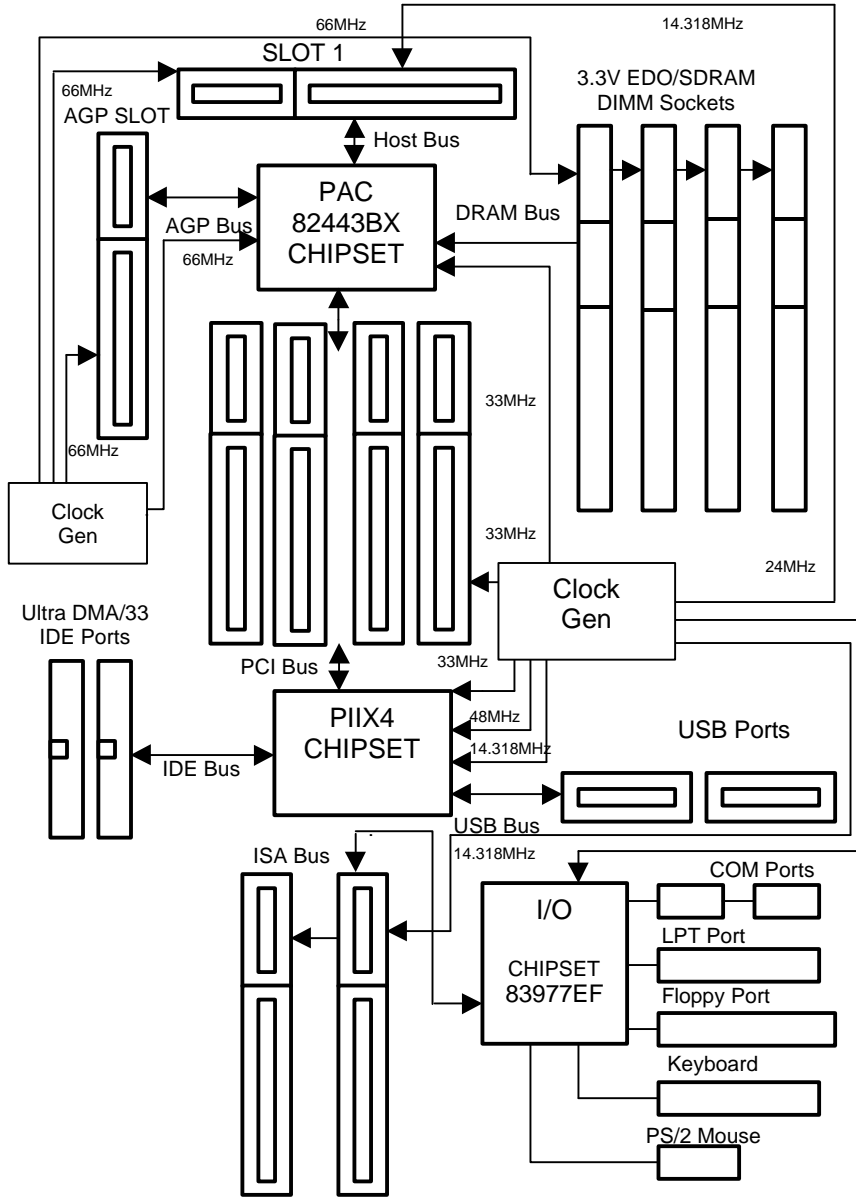 66MHz
14.318MHz
SLOT 1
66MHz
3.3V EDO/SDRAM
DIMM Sockets
AGP SLOT
Host Bus
PAC
82443BX
CHIPSET
AGP Bus
66MHz
DRAM Bus
33MHz
66MHz
Clock
Gen
33MHz
Clock
Gen
24MHz
Ultra DMA/33
IDE Ports
PCI Bus
33MHz
PIIX4
CHIPSET
48MHz
14.318MHz
IDE Bus
USB Ports
USB Bus
14.318MHz
ISA Bus
I/O
CHIPSET
83977EF
COM Ports
LPT Port
Floppy Port
Keyboard
PS/2 Mouse